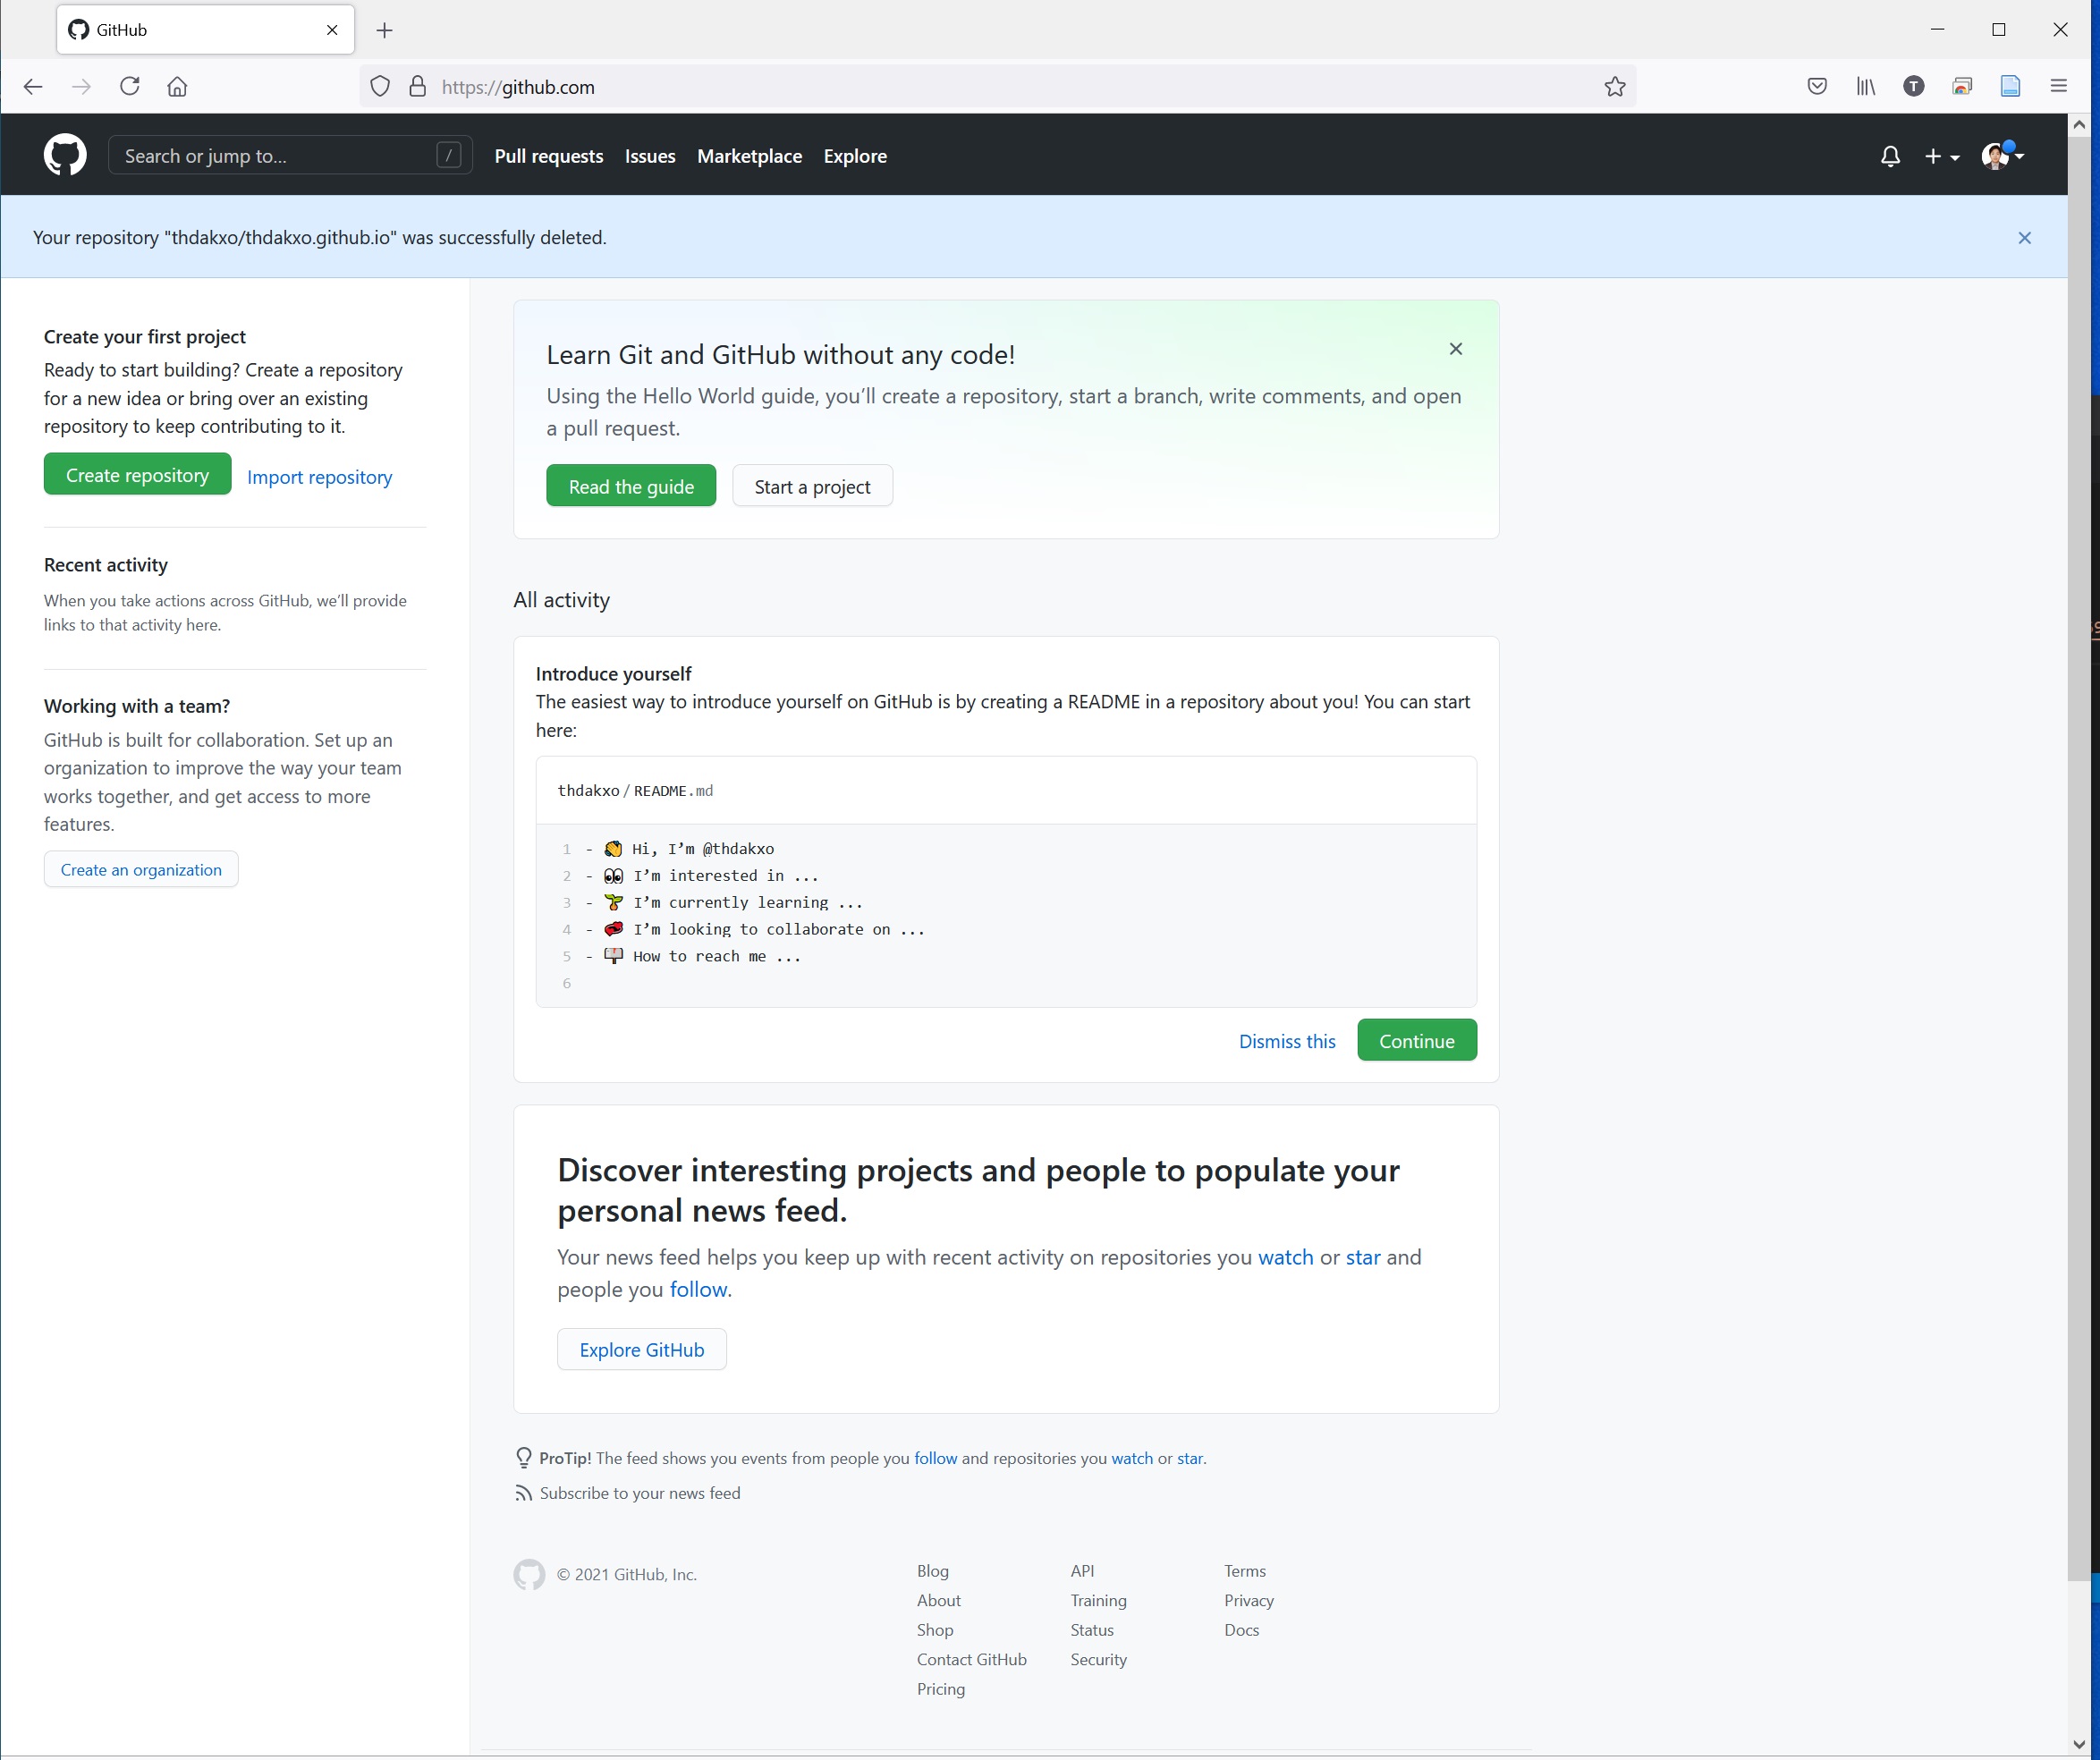 GitHub
https://github.com
T
Search or jump to...
/
Pull requests
Issues
Marketplace
Explore
Your repository "thdakxo/thdakxo.github.io" was successfully deleted.
Create your first project
Ready to start building? Create a repository
for a new idea or bring over an existing
repository to keep contributing to it.
Create repository
Import repository
Recent activity
When you take actions across GitHub, we’ll provide
links to that activity here.
Working with a team?
GitHub is built for collaboration. Set up an
organization to improve the way your team
works together, and get access to more
features.
Create an organization
Learn Git and GitHub without any code!
Using the Hello World guide, you’ll create a repository, start a branch, write comments, and open
a pull request.
Read the guide
Start a project
All activity
Introduce yourself
The easiest way to introduce yourself on GitHub is by creating a README in a repository about you! You can start
here:
thdakxo / README.md
1 - 👋 Hi, I’m @thdakxo
2 - 👀 I’m interested in ...
3 - 🌱 I’m currently learning ...
4 - 💞️ I’m looking to collaborate on ...
5 - 📫 How to reach me ...
6
Dismiss this
Continue
Discover interesting projects and people to populate your
personal news feed.
Your news feed helps you keep up with recent activity on repositories you watch or star and
people you follow.
Explore GitHub
ProTip! The feed shows you events from people you follow and repositories you watch or star.
Subscribe to your news feed
© 2021 GitHub, Inc.
Blog
About
Shop
Contact GitHub
Pricing
API
Training
Status
Security
Terms
Privacy
Docs